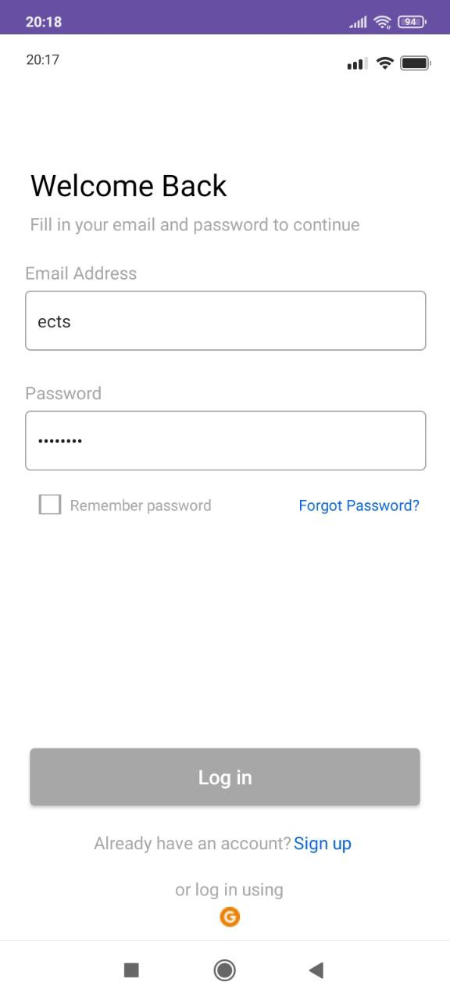 20:18
94
20:17
Welcome Back
Fill in your email and password to continue
Email Address
ects
Password
••••••••
Remember password
Forgot Password?
Log in
Already have an account? Sign up
or log in using
G